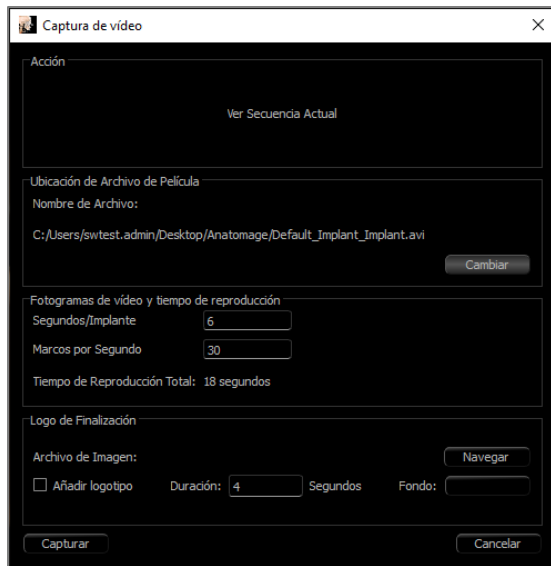 Captura de vídeo
Acción
Ver Secuencia Actual
Ubicación de Archivo de Película
Nombre de Archivo:
C:/Users/swtest.admin/Desktop/Anatomage/Default_Implant_Implant.avi
Cambiar
Fotogramas de vídeo y tiempo de reproducción
Segundos/Implante 6
Marcos por Segundo 30
Tiempo de Reproducción Total: 18 segundos
Logo de Finalización
Archivo de Imagen: Navegar
Añadir logotipo Duración: 4 Segundos Fondo:
Capturar Cancelar